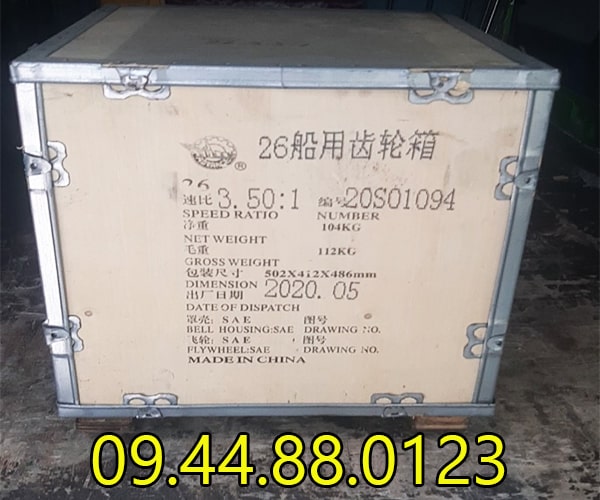 26船用齿轮箱
26
速比 3.50:1 编号 20S01094
SPEED RATIO NUMBER
净重 104KG
NET WEIGHT
毛重 112KG
GROSS WEIGHT
包装尺寸 502X412X486mm
DIMENSION
出厂日期 2020.05
DATE OF DISPATCH
罩壳: SAE 图号
BELL HOUSING:SAE DRAWING NO.
飞轮: SAE 图号
FLYWHEEL:SAE DRAWING NO.
MADE IN CHINA
09.44.88.0123